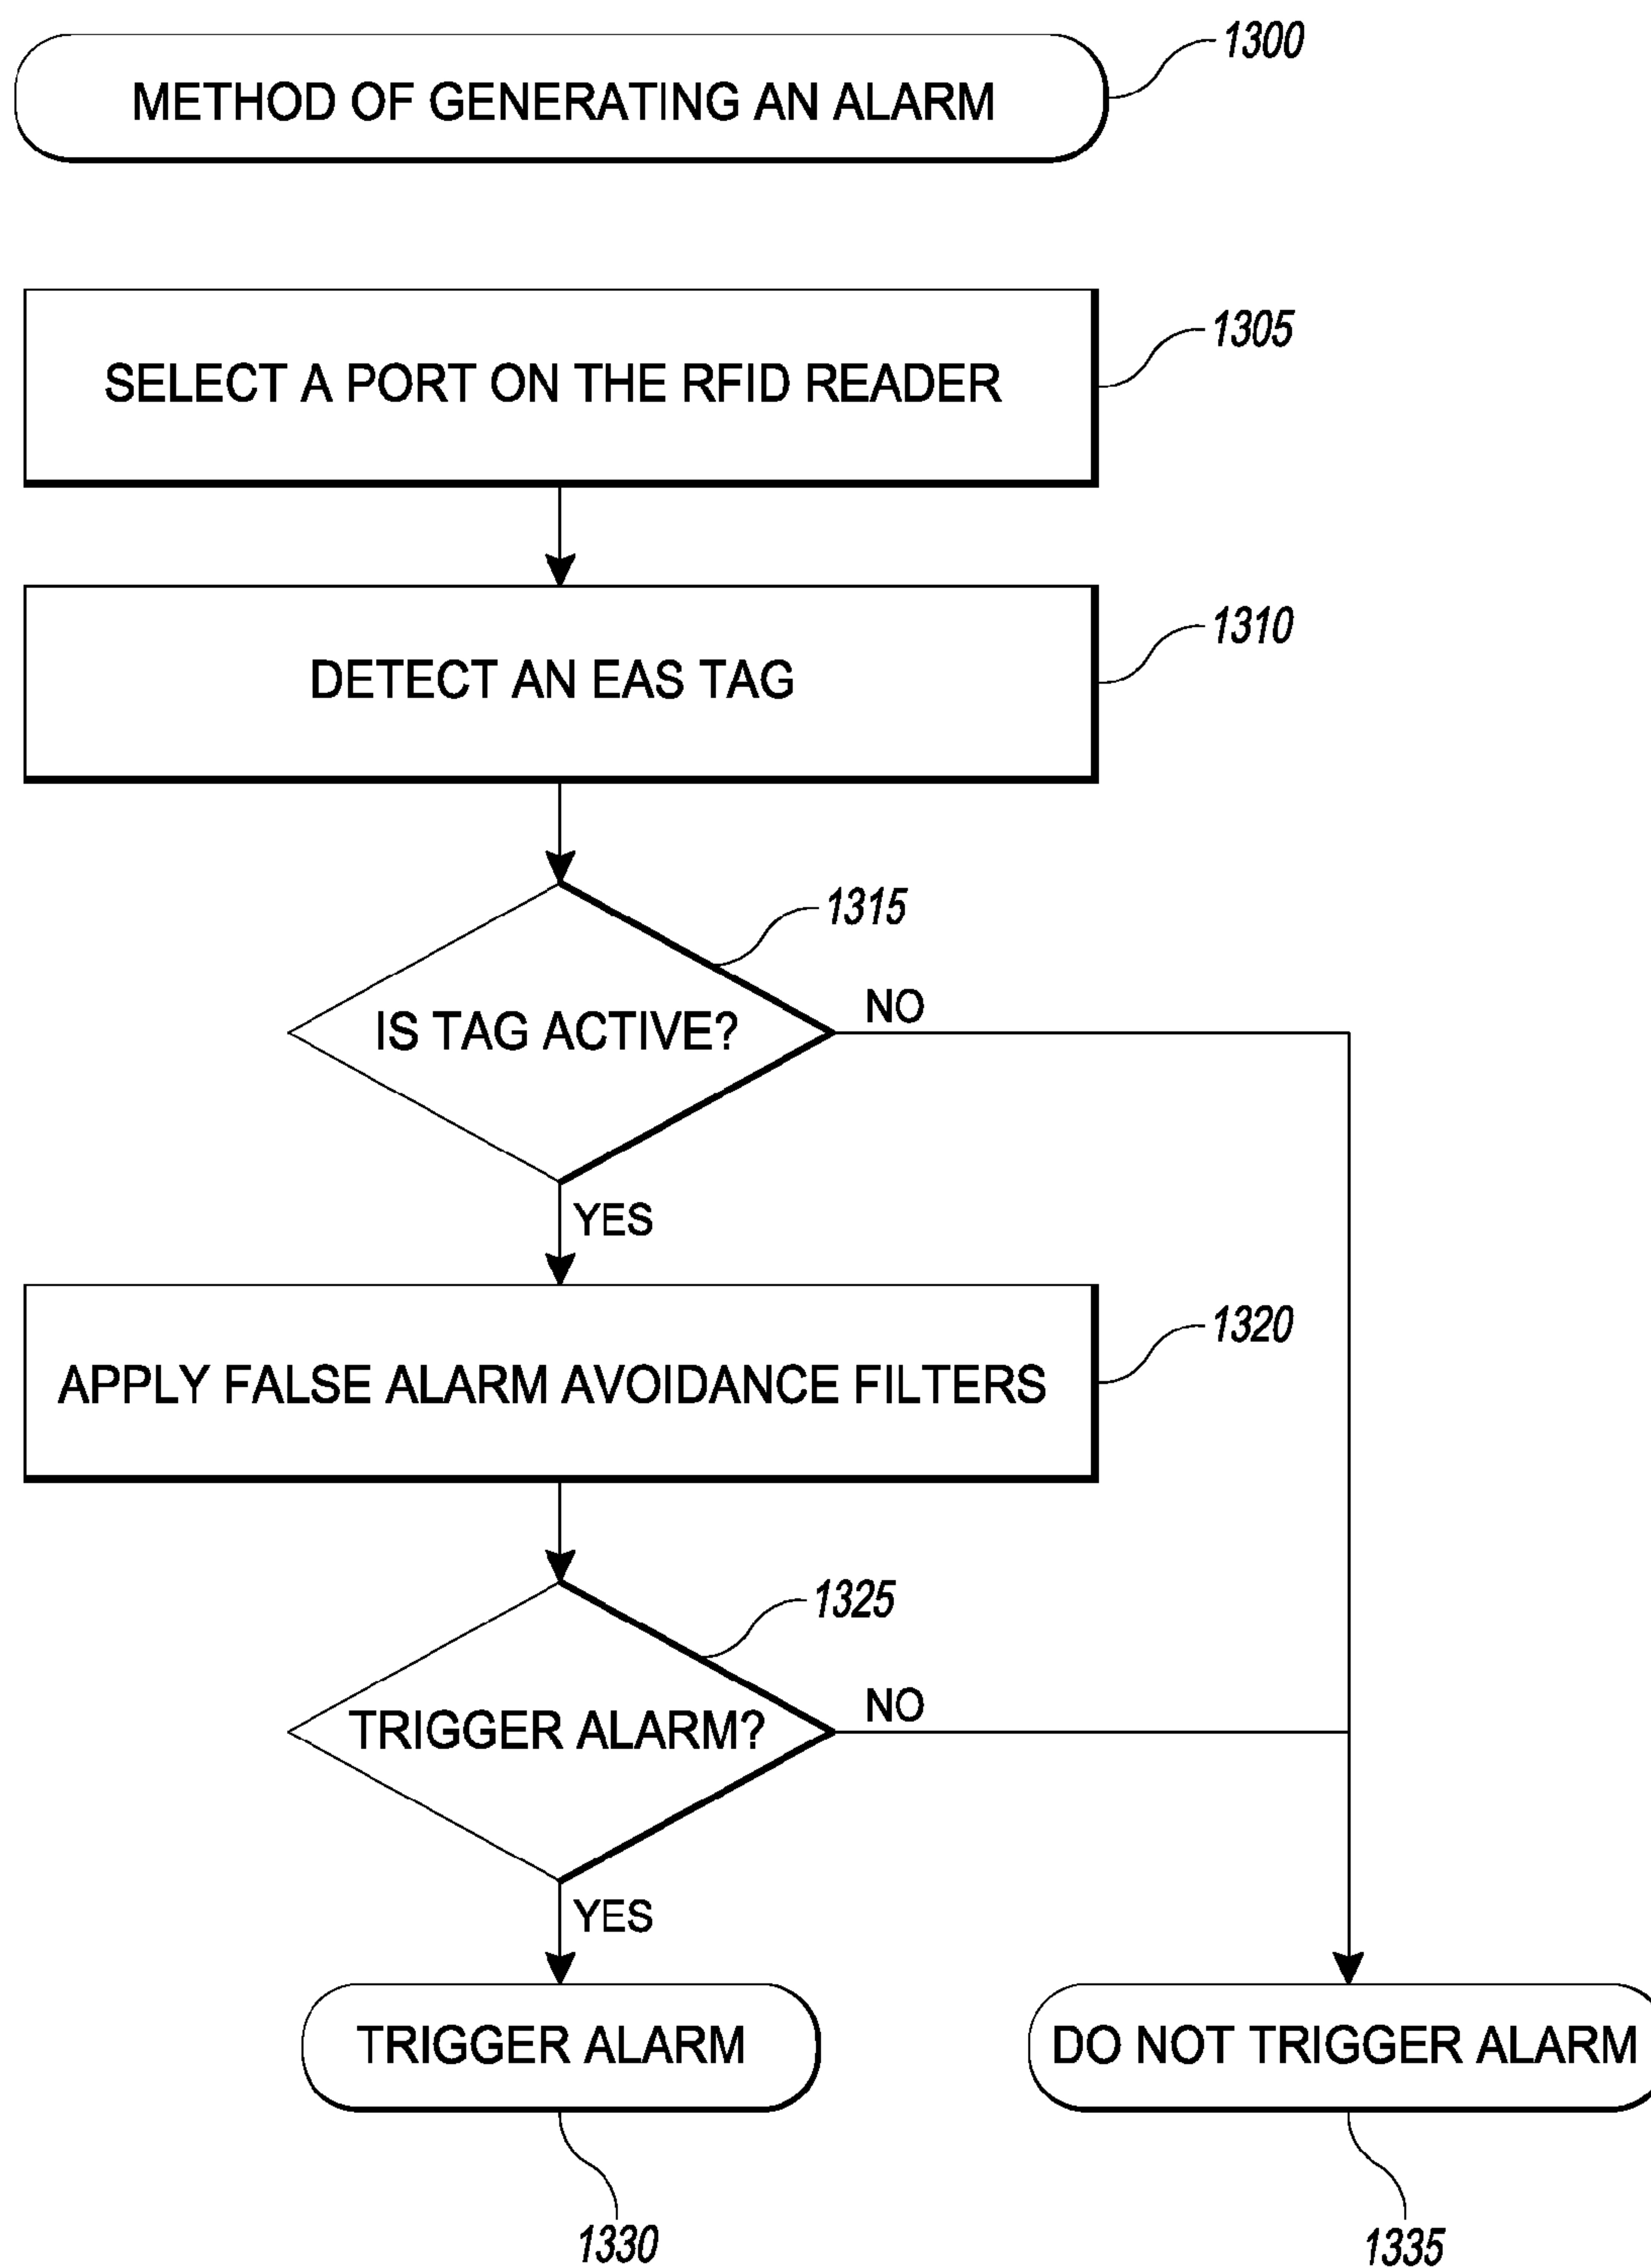 1300
METHOD OF GENERATING AN ALARM
1305
SELECT A PORT ON THE RFID READER
1310
DETECT AN EAS TAG
1315
IS TAG ACTIVE?
NO
YES
1320
APPLY FALSE ALARM AVOIDANCE FILTERS
1325
TRIGGER ALARM?
NO
YES
TRIGGER ALARM
DO NOT TRIGGER ALARM
1330
1335